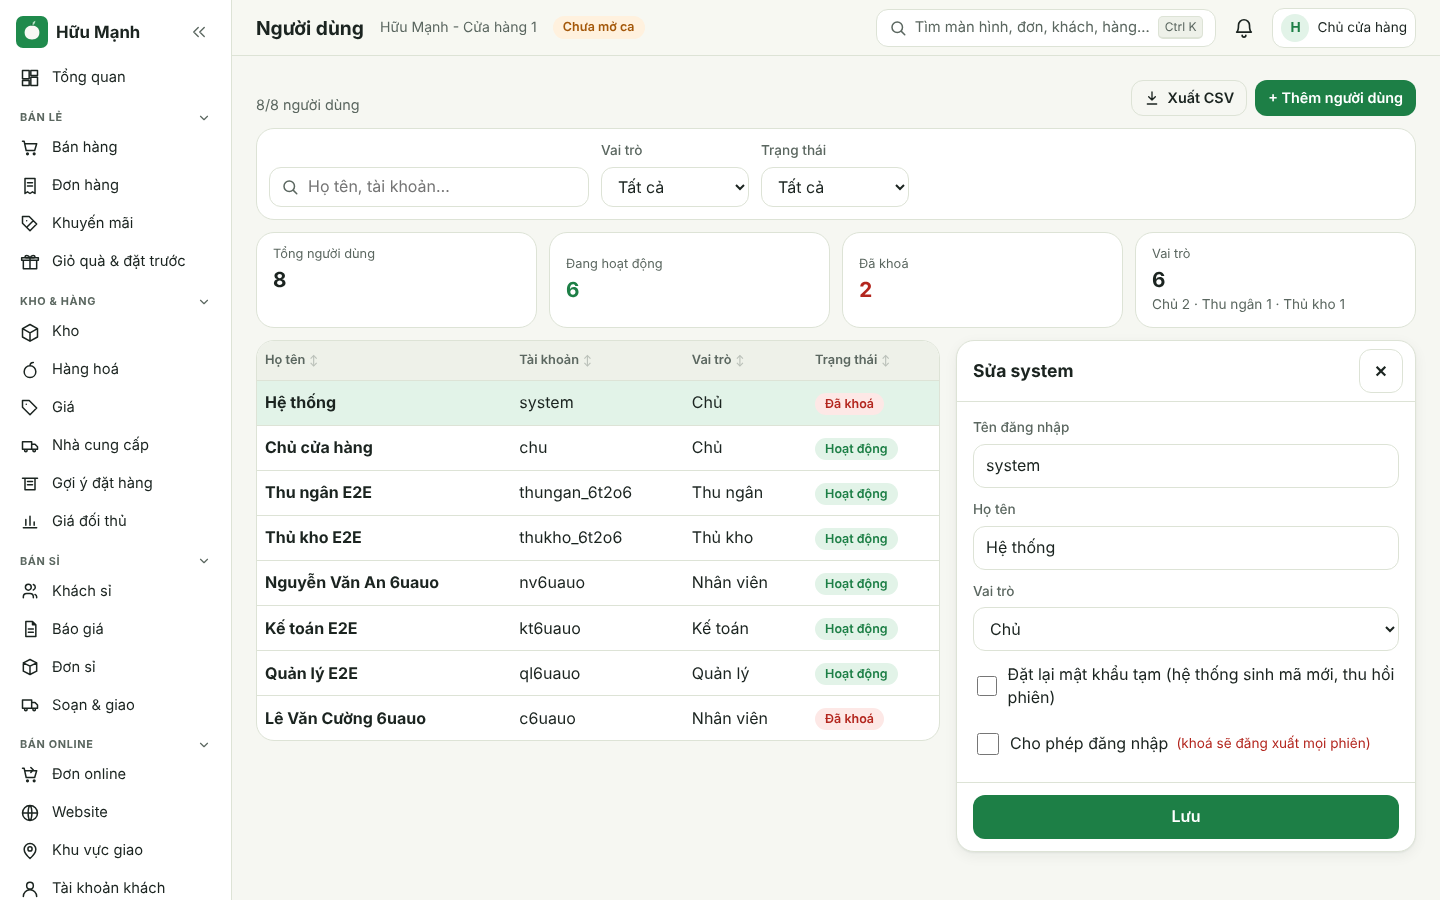 Hữu Mạnh
Tổng quan
BÁN LẺ
Bán hàng
Đơn hàng
Khuyến mãi
Giỏ quà & đặt trước
KHO & HÀNG
Kho
Hàng hoá
Giá
Nhà cung cấp
Gợi ý đặt hàng
Giá đối thủ
BÁN SỈ
Khách sỉ
Báo giá
Đơn sỉ
Soạn & giao
BÁN ONLINE
Đơn online
Website
Khu vực giao
Tài khoản khách
Người dùng Hữu Mạnh - Cửa hàng 1 Chưa mở ca Tìm màn hình, đơn, khách, hàng... Ctrl K H Chủ cửa hàng
8/8 người dùng Xuất CSV + Thêm người dùng
Vai trò Trạng thái
Họ tên, tài khoản... Tất cả Tất cả
Tổng người dùng
8
Đang hoạt động
6
Đã khoá
2
Vai trò
6
Chủ 2 · Thu ngân 1 · Thủ kho 1
Họ tên Tài khoản Vai trò Trạng thái
Hệ thống system Chủ Đã khoá
Chủ cửa hàng chu Chủ Hoạt động
Thu ngân E2E thungan_6t2o6 Thu ngân Hoạt động
Thủ kho E2E thukho_6t2o6 Thủ kho Hoạt động
Nguyễn Văn An 6uauo nv6uauo Nhân viên Hoạt động
Kế toán E2E kt6uauo Kế toán Hoạt động
Quản lý E2E ql6uauo Quản lý Hoạt động
Lê Văn Cường 6uauo c6uauo Nhân viên Đã khoá
Sửa system
Tên đăng nhập
system
Họ tên
Hệ thống
Vai trò
Chủ
Đặt lại mật khẩu tạm (hệ thống sinh mã mới, thu hồi
phiên)
Cho phép đăng nhập (khoá sẽ đăng xuất mọi phiên)
Lưu